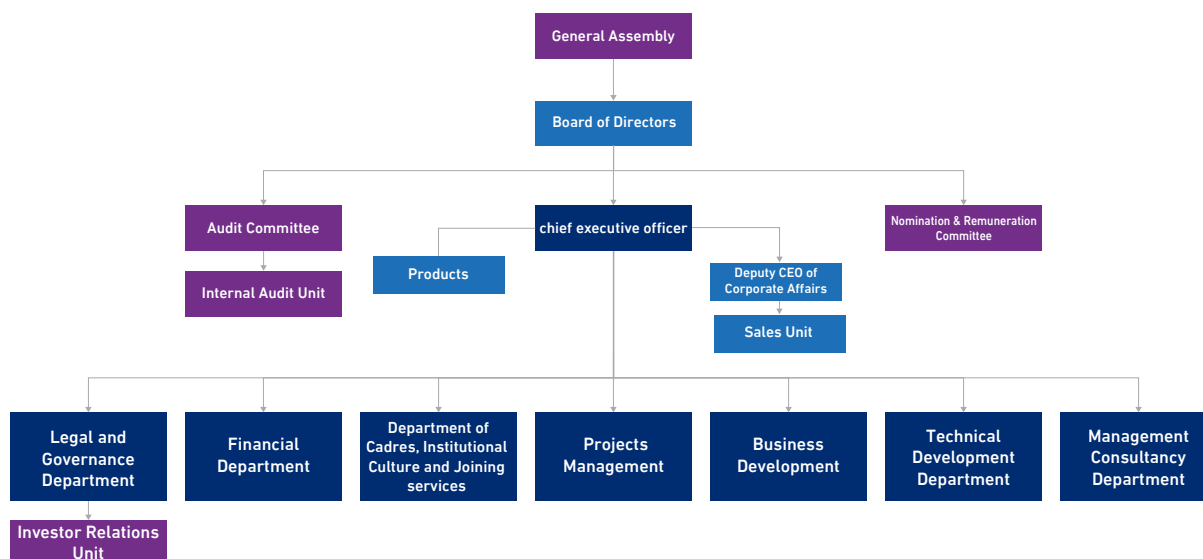 General Assembly
Board of Directors
Audit Committee
chief executive officer
Nomination & Remuneration
Committee
Internal Audit Unit
Products
Deputy CEO of
Corporate Affairs
Sales Unit
Legal and
Governance
Department
Financial
Department
Department of
Cadres, Institutional
Culture and Joining
services
Projects
Management
Business
Development
Technical
Development
Department
Management
Consultancy
Department
Investor Relations
Unit